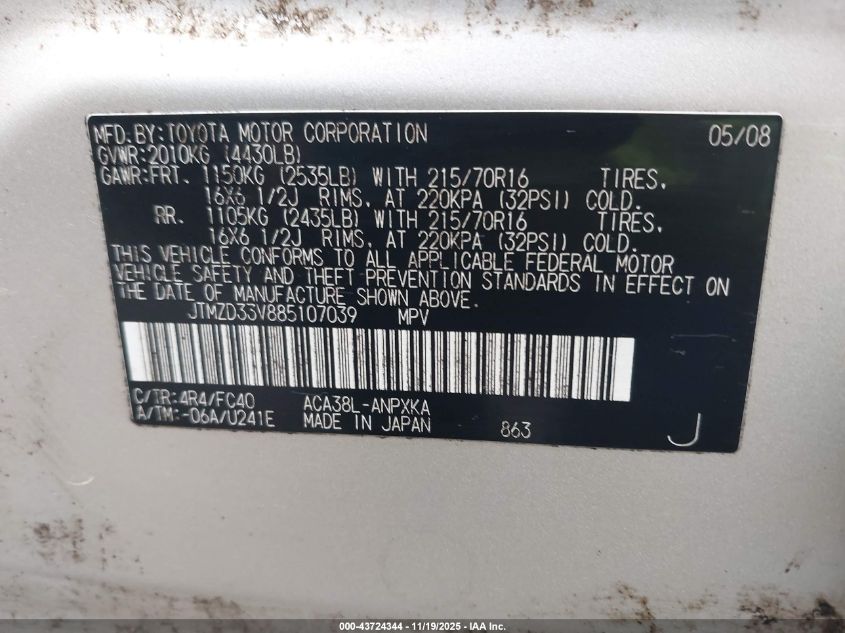 MFD. BY: TOYOTA MOTOR CORPORATION 05/08
GVWR: 2010KG (4430LB)
GAWR: FRT. 1150KG (2535LB) WITH 215/70R16 TIRES,
16X6 1/2J RIMS, AT 220KPA (32PSI) COLD.
RR. 1105KG (2435LB) WITH 215/70R16 TIRES,
16X6 1/2J RIMS, AT 220KPA (32PSI) COLD.
THIS VEHICLE CONFORMS TO ALL APPLICABLE FEDERAL MOTOR
VEHICLE SAFETY AND THEFT PREVENTION STANDARDS IN EFFECT ON
THE DATE OF MANUFACTURE SHOWN ABOVE.
JTMZD33V885107039 MPV
C/TR: 4R4/FC40 ACA38L-ANPXKA
A/TM: -06A/U241E MADE IN JAPAN 863 J
000-43724344 - 11/19/2025 - IAA Inc.